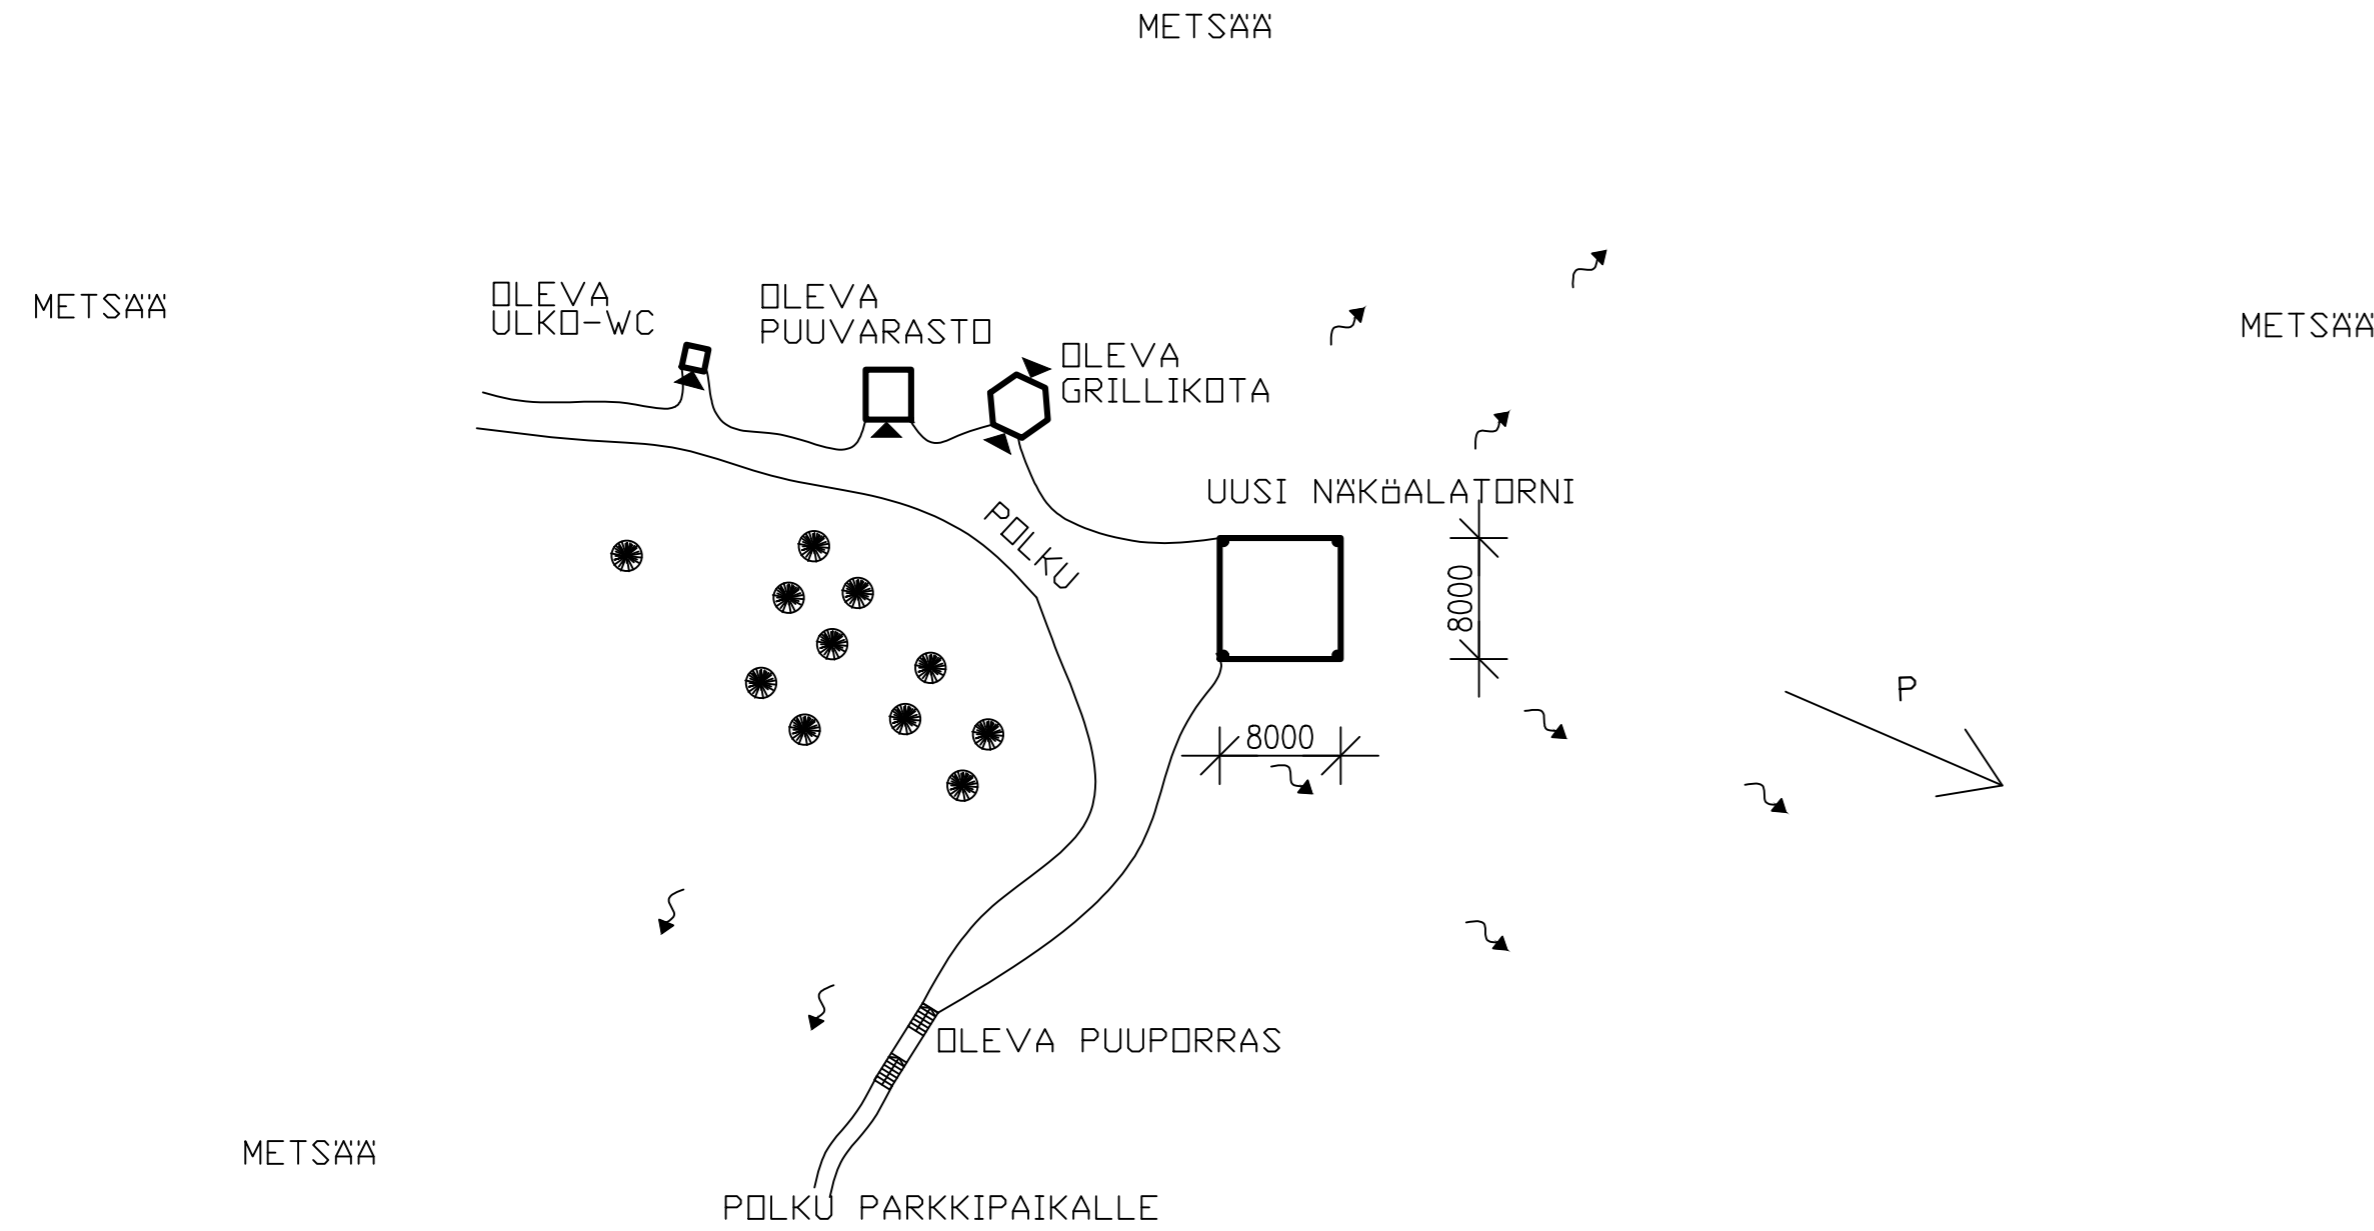 METSÄÄ
METSÄÄ
OLEVA
ULKO-WC
OLEVA
PUUVARASTO
OLEVA
GRILLIKOTA
METSÄÄ
UUSI NÄKÖALATORNI
POLKU
8000
8000
P
OLEVA PUUPORRAS
METSÄÄ
POLKU PARKKIPAIKALLE